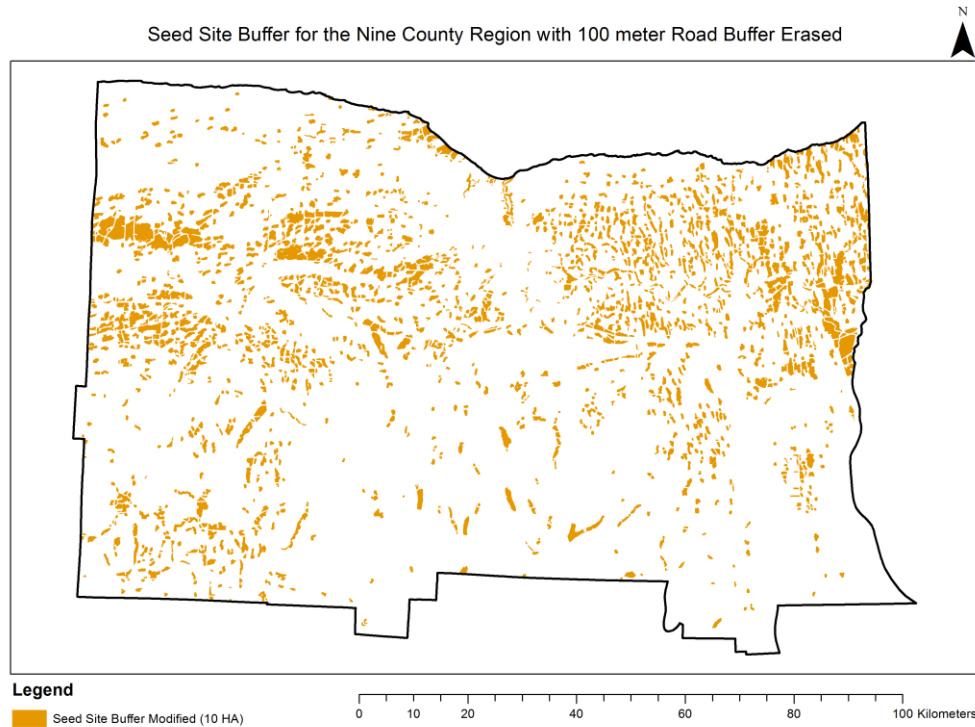 N
Seed Site Buffer for the Nine County Region with 100 meter Road Buffer Erased
Legend
Seed Site Buffer Modified (10 HA)
0 20 40 60 80 100 Kilometers